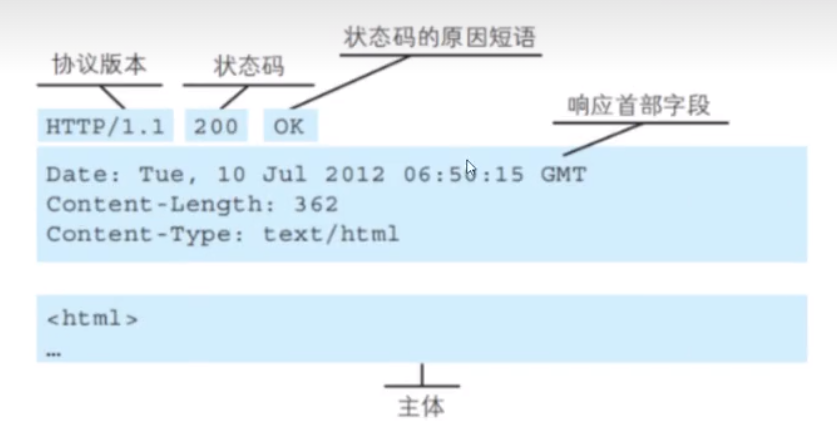 状态码的原因短语
协议版本 状态码
响应首部字段
HTTP/1.1 200 OK
Date: Tue, 10 Jul 2012 06:50:15 GMT
Content-Length: 362
Content-Type: text/html
<html>
…
主体